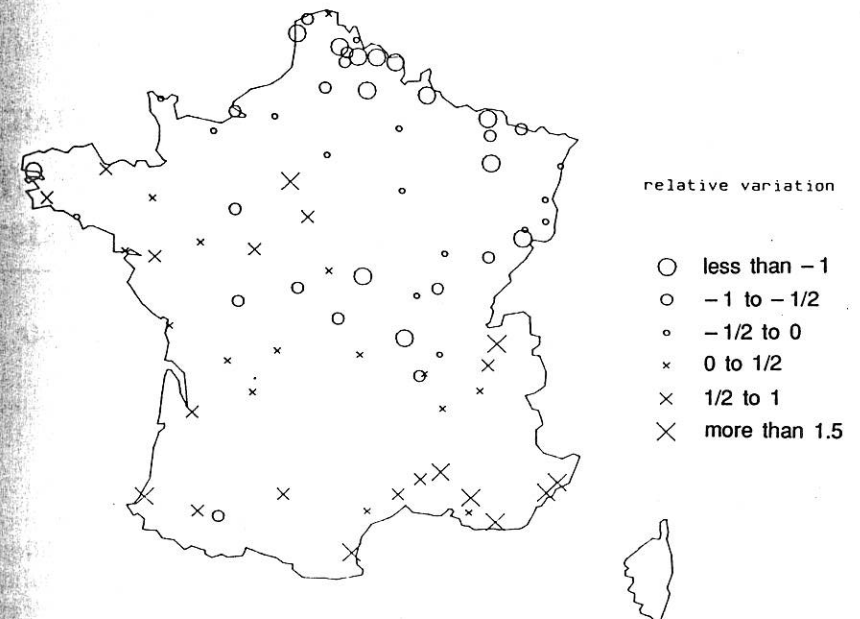 relative variation
less than – 1
– 1 to – 1/2
– 1/2 to 0
0 to 1/2
1/2 to 1
more than 1.5